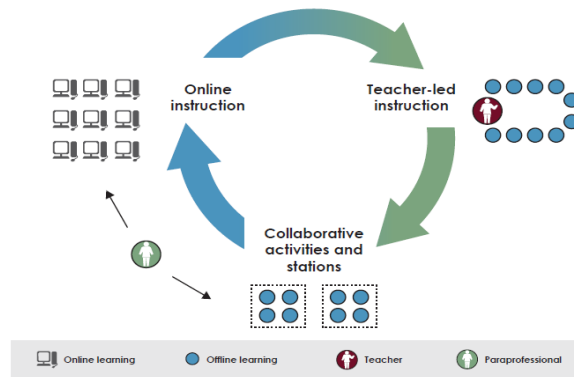 Online
instruction
Teacher-led
instruction
Collaborative
activities and
stations
Online learning
Offline learning
Teacher
Paraprofessional